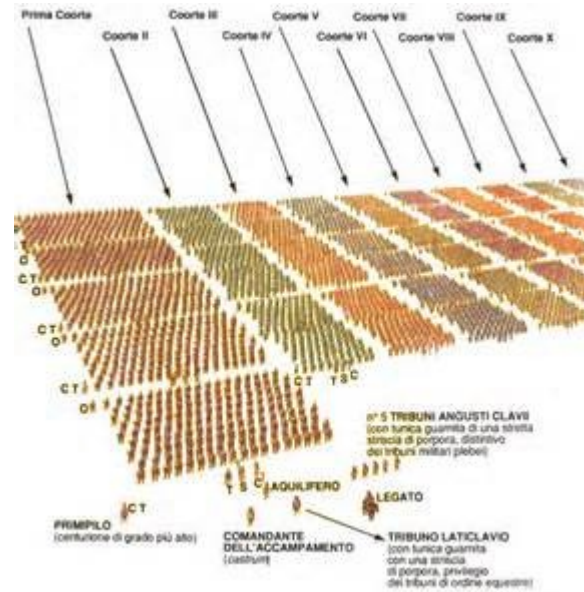 Prima Coorte
Coorte II
Coorte III
Coorte IV
Coorte V
Coorte VI
Coorte VII
Coorte VIII
Coorte IX
Coorte X
O
C T
O
C T
O
C T
O
C T
T S C
T S C
C T
n° 5 TRIBUNI ANGUSTI CLAVII
(con tunica guarnita di una stretta
striscia di porpora, distintivo
dei tribuni militari plebei)
AQUILIFERO
LEGATO
PRIMIPILO
(centurione di grado più alto)
COMANDANTE
DELL'ACCAMPAMENTO
(castrum)
TRIBUNO LATICLAVIO
(con tunica guarnita
con una striscia
di porpora, privilegio
dei tribuni di ordine equestre)